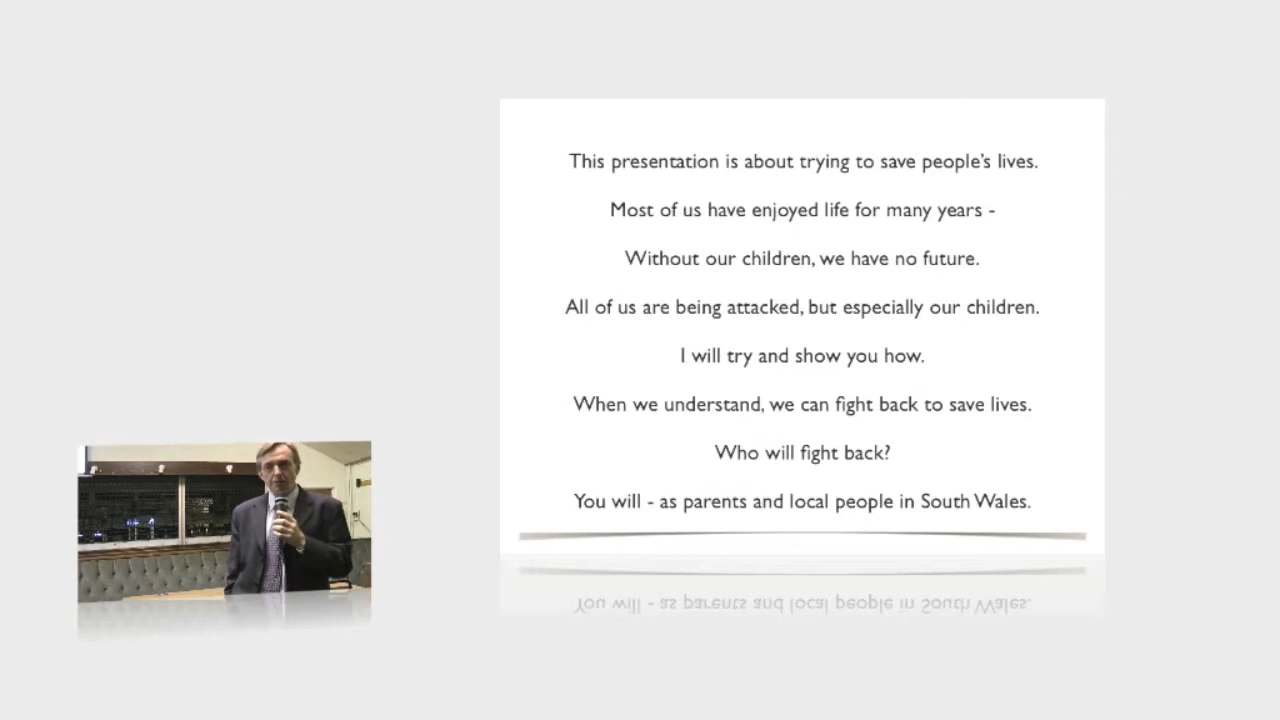 This presentation is about trying to save people's lives.
Most of us have enjoyed life for many years -
Without our children, we have no future.
All of us are being attacked, but especially our children.
I will try and show you how.
When we understand, we can fight back to save lives.
Who will fight back?
You will - as parents and local people in South Wales.